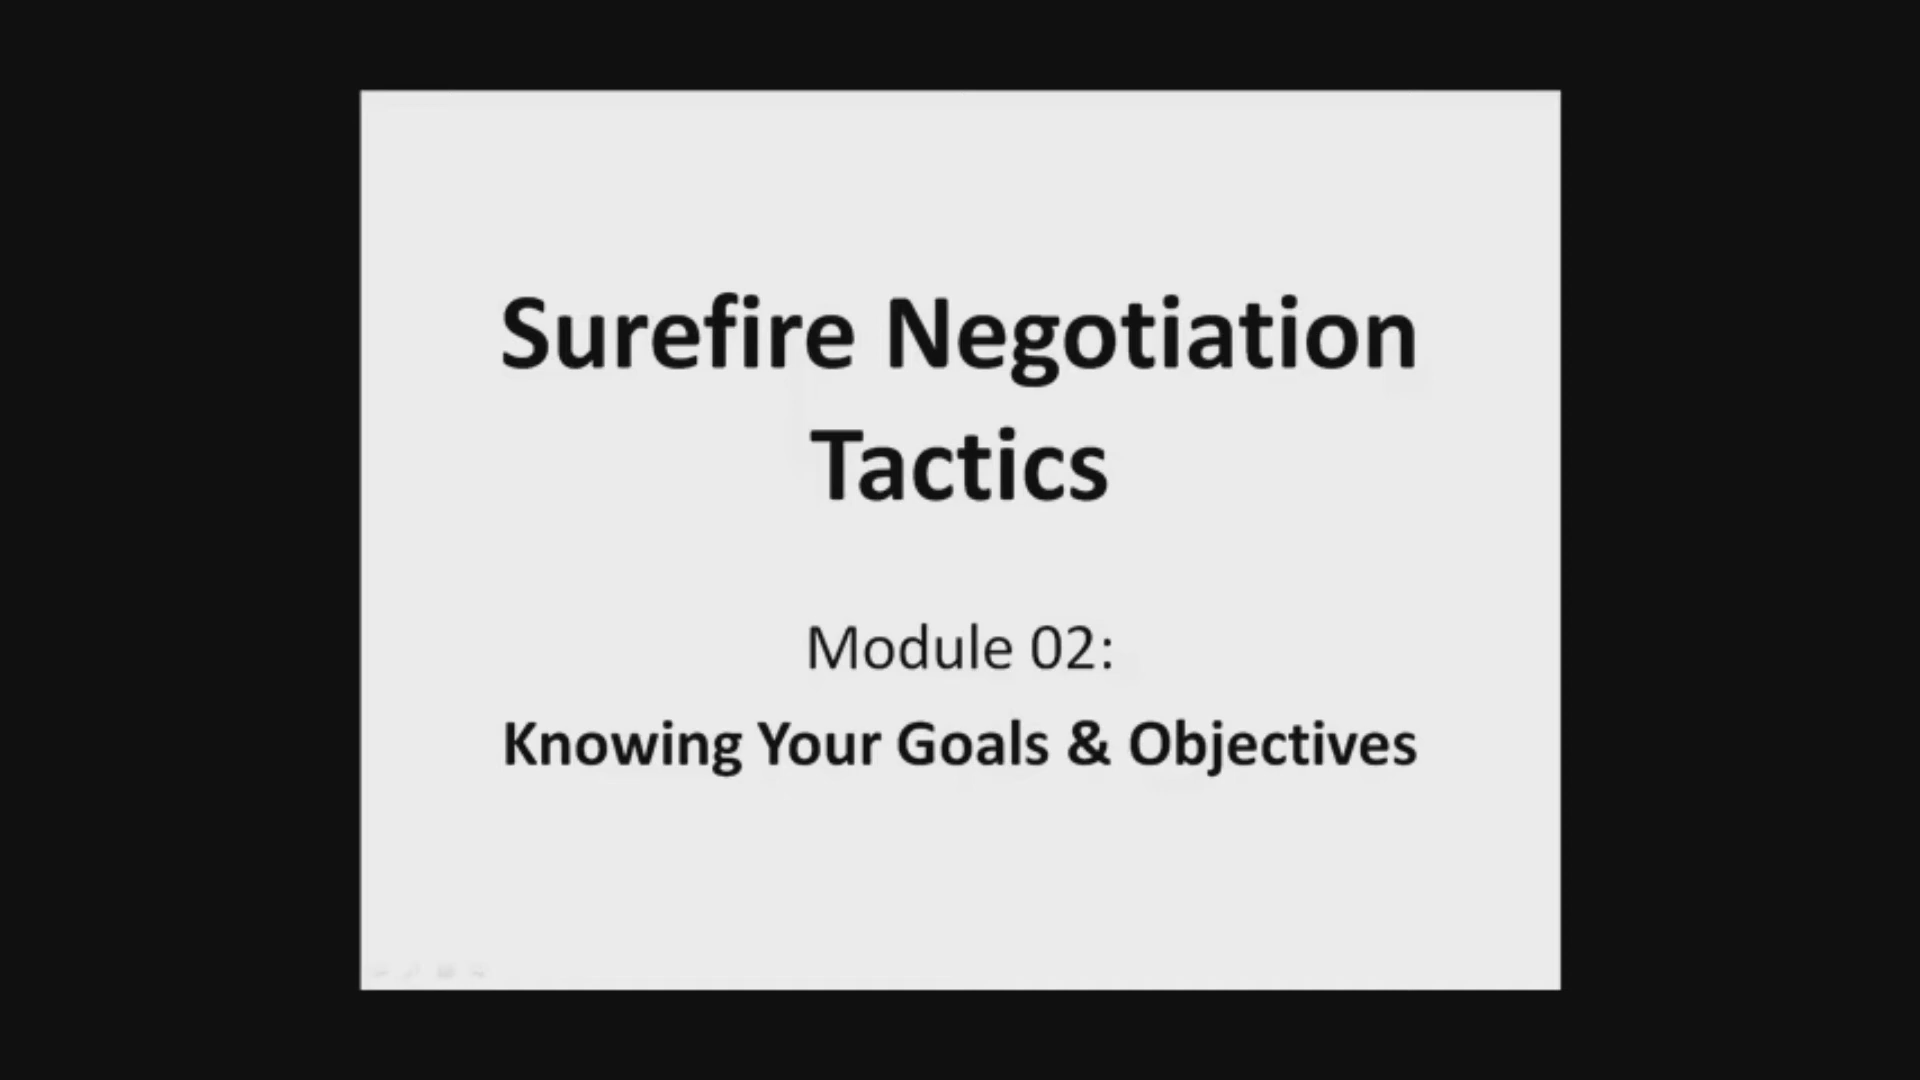 Surefire Negotiation
Tactics
Module 02:
Knowing Your Goals & Objectives